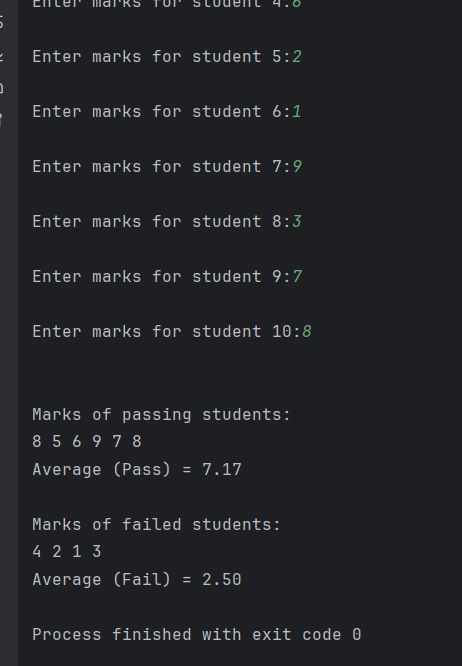 Enter marks for student 4:6
Enter marks for student 5:2
Enter marks for student 6:1
Enter marks for student 7:9
Enter marks for student 8:3
Enter marks for student 9:7
Enter marks for student 10:8
Marks of passing students:
8 5 6 9 7 8
Average (Pass) = 7.17
Marks of failed students:
4 2 1 3
Average (Fail) = 2.50
Process finished with exit code 0